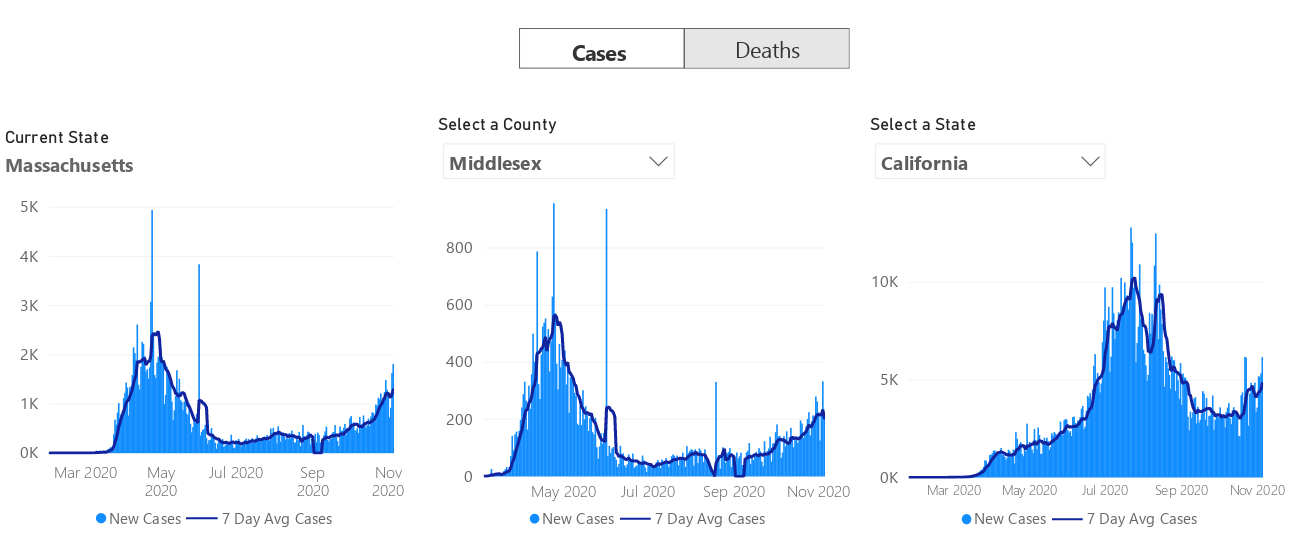 Cases
Deaths
Current State
Massachusetts
5K
4K
3K
2K
1K
0K
Mar 2020
May
2020
Jul 2020
Sep
2020
Nov
2020
New Cases
7 Day Avg Cases
Select a County
Middlesex
800
600
400
200
0
May 2020
Jul 2020
Sep 2020
Nov 2020
New Cases
7 Day Avg Cases
Select a State
California
10K
5K
0K
Mar 2020
May 2020
Jul 2020
Sep 2020
Nov 2020
New Cases
7 Day Avg Cases